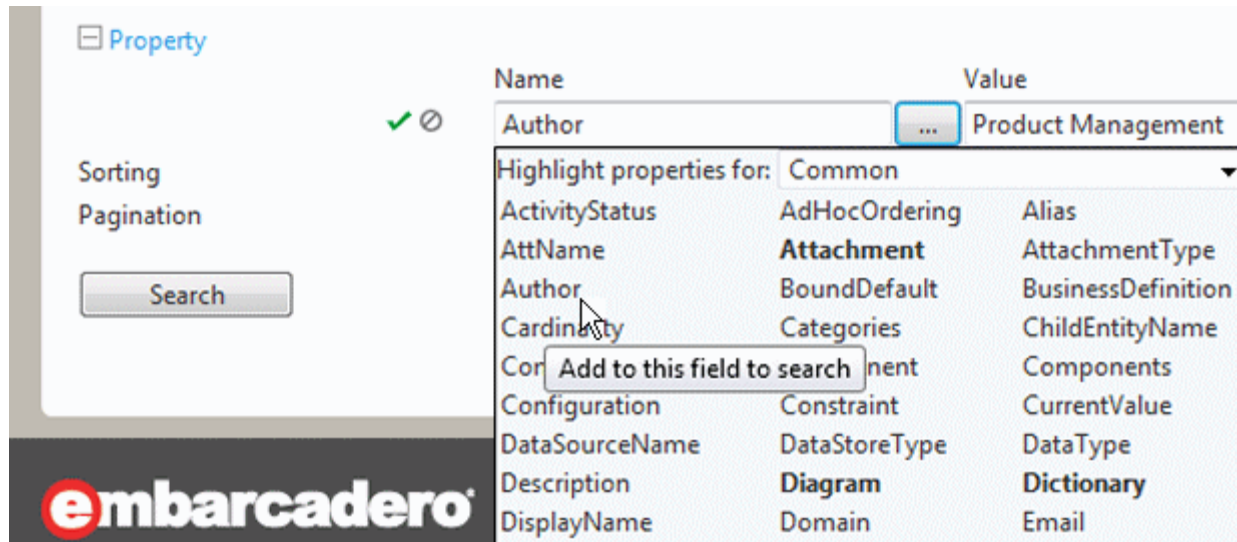 Property
Name Value
Author ... Product Management
Sorting
Highlight properties for: Common
Pagination
ActivityStatus AdHocOrdering Alias
AttName Attachment AttachmentType
Search
Author BoundDefault BusinessDefinition
Categories ChildEntityName
Add to this field to search
Components
Configuration Constraint CurrentValue
DataSourceName DataStoreType DataType
embarcadero
Description Diagram Dictionary
DisplayName Domain Email